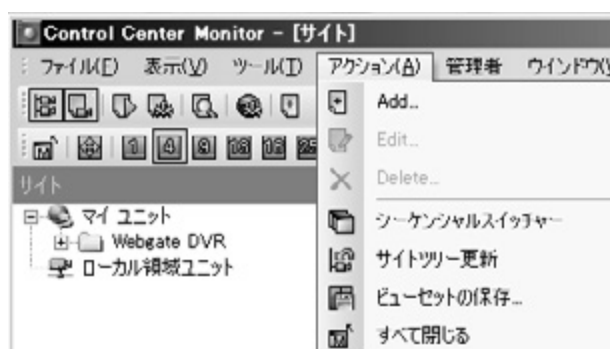 Control Center Monitor - [サイト]
ファイル(F) 表示(V) ツール(T) アクション(A) 管理者 ウインドウ(
1 4 9
サイト
マイ ユニット
Webgate DVR
ローカル領域ユニット
Add..
Edit..
Delete..
シーケンシャルスイッチャー
サイトツリー更新
ビューセットの保存...
すべて閉じる